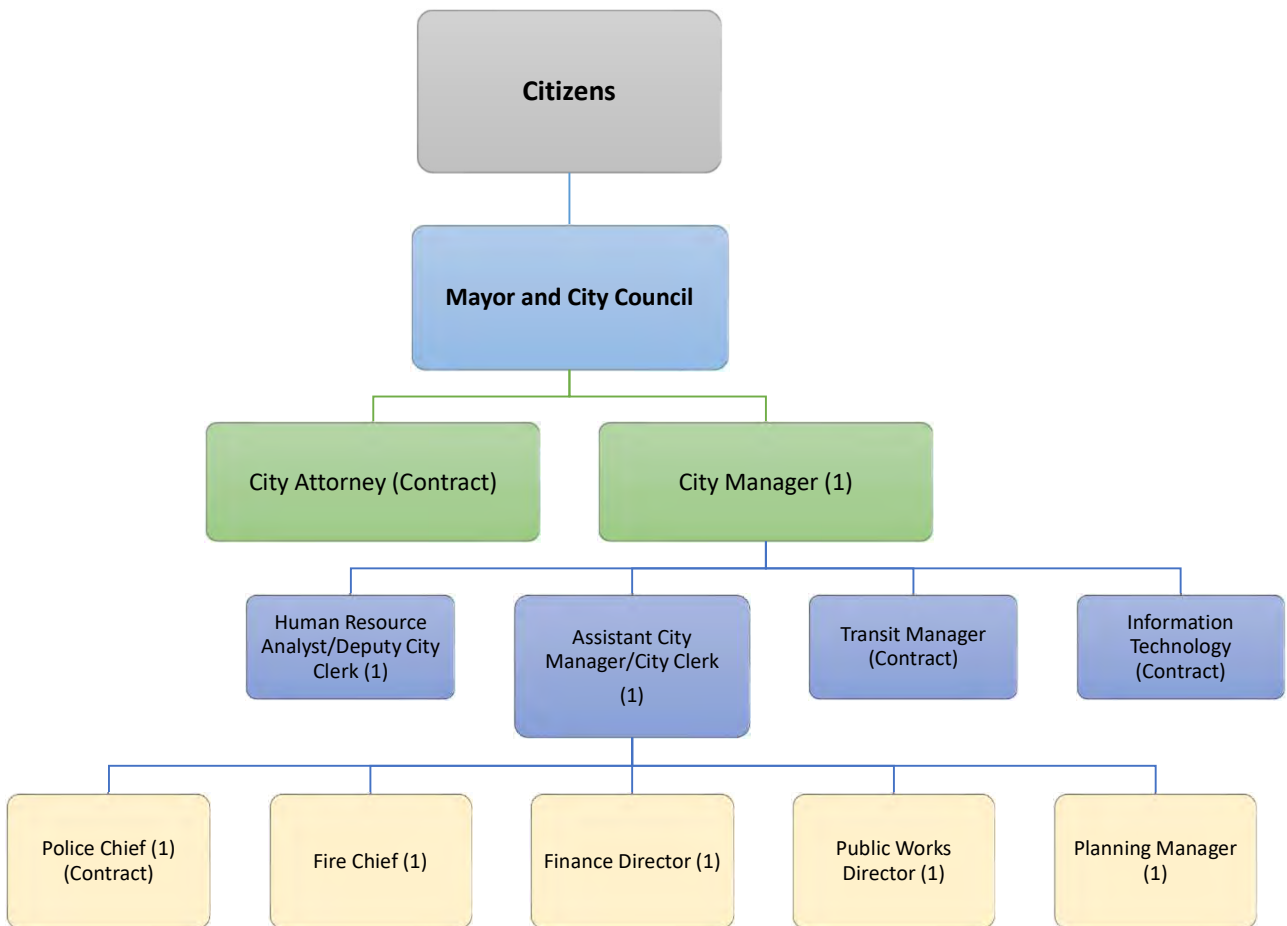 Citizens
Mayor and City Council
City Attorney (Contract)
City Manager (1)
Human Resource
Analyst/Deputy City
Clerk (1)
Assistant City
Manager/City Clerk
(1)
Transit Manager
(Contract)
Information
Technology
(Contract)
Police Chief (1)
(Contract)
Fire Chief (1)
Finance Director (1)
Public Works
Director (1)
Planning Manager
(1)